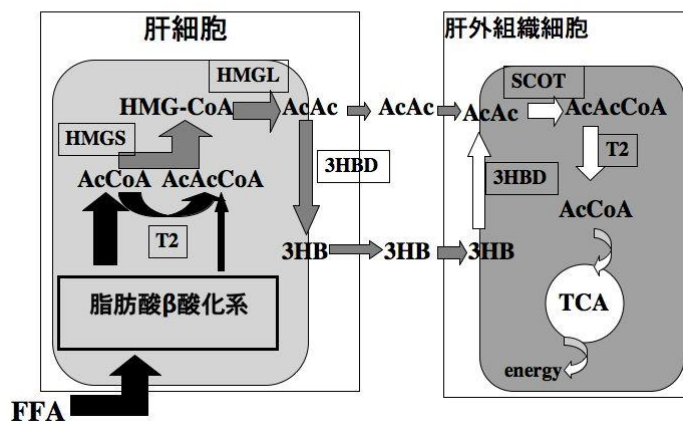 肝細胞
肝外組織細胞
HMGL
SCOT
HMG-CoA
AcAc
AcAc
AcAc
AcAcCoA
HMGS
3HBD
T2
AcCoA
AcAcCoA
3HBD
AcCoA
T2
3HB
3HB
3HB
脂肪酸β酸化系
TCA
energy
FFA